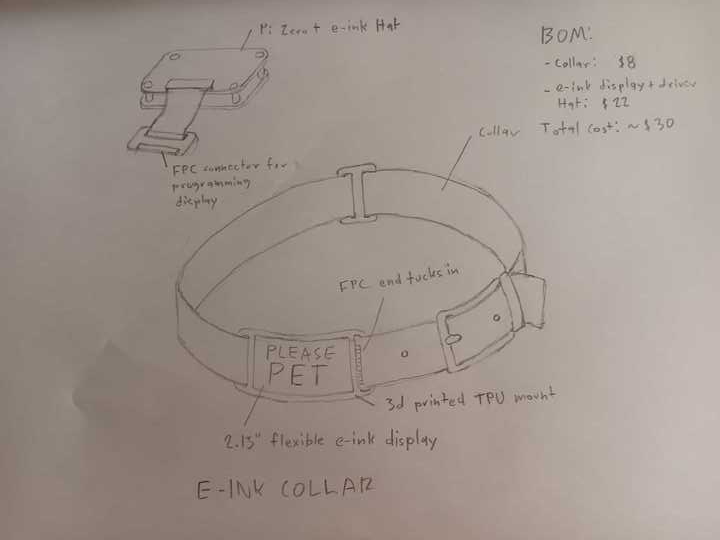 Pi Zero + e-ink Hat
BOM:
- Collar: $8
- e-ink display + driver
Hat: $22
Total cost: ~$30
Collar
FPC connector for
programming
display
FPC end tucks in
PLEASE
PET
3d printed TPU mount
2.13" flexible e-ink display
E-INK COLLAR